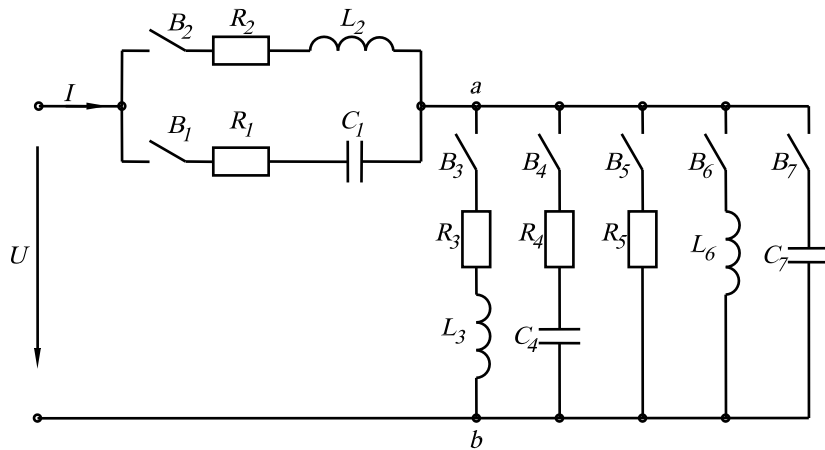 B2 R2 L2
I
B1 R1 C1
a
B3 B4 B5 B6 B7
R3 R4 R5 L6 C7
U
L3 C4
b